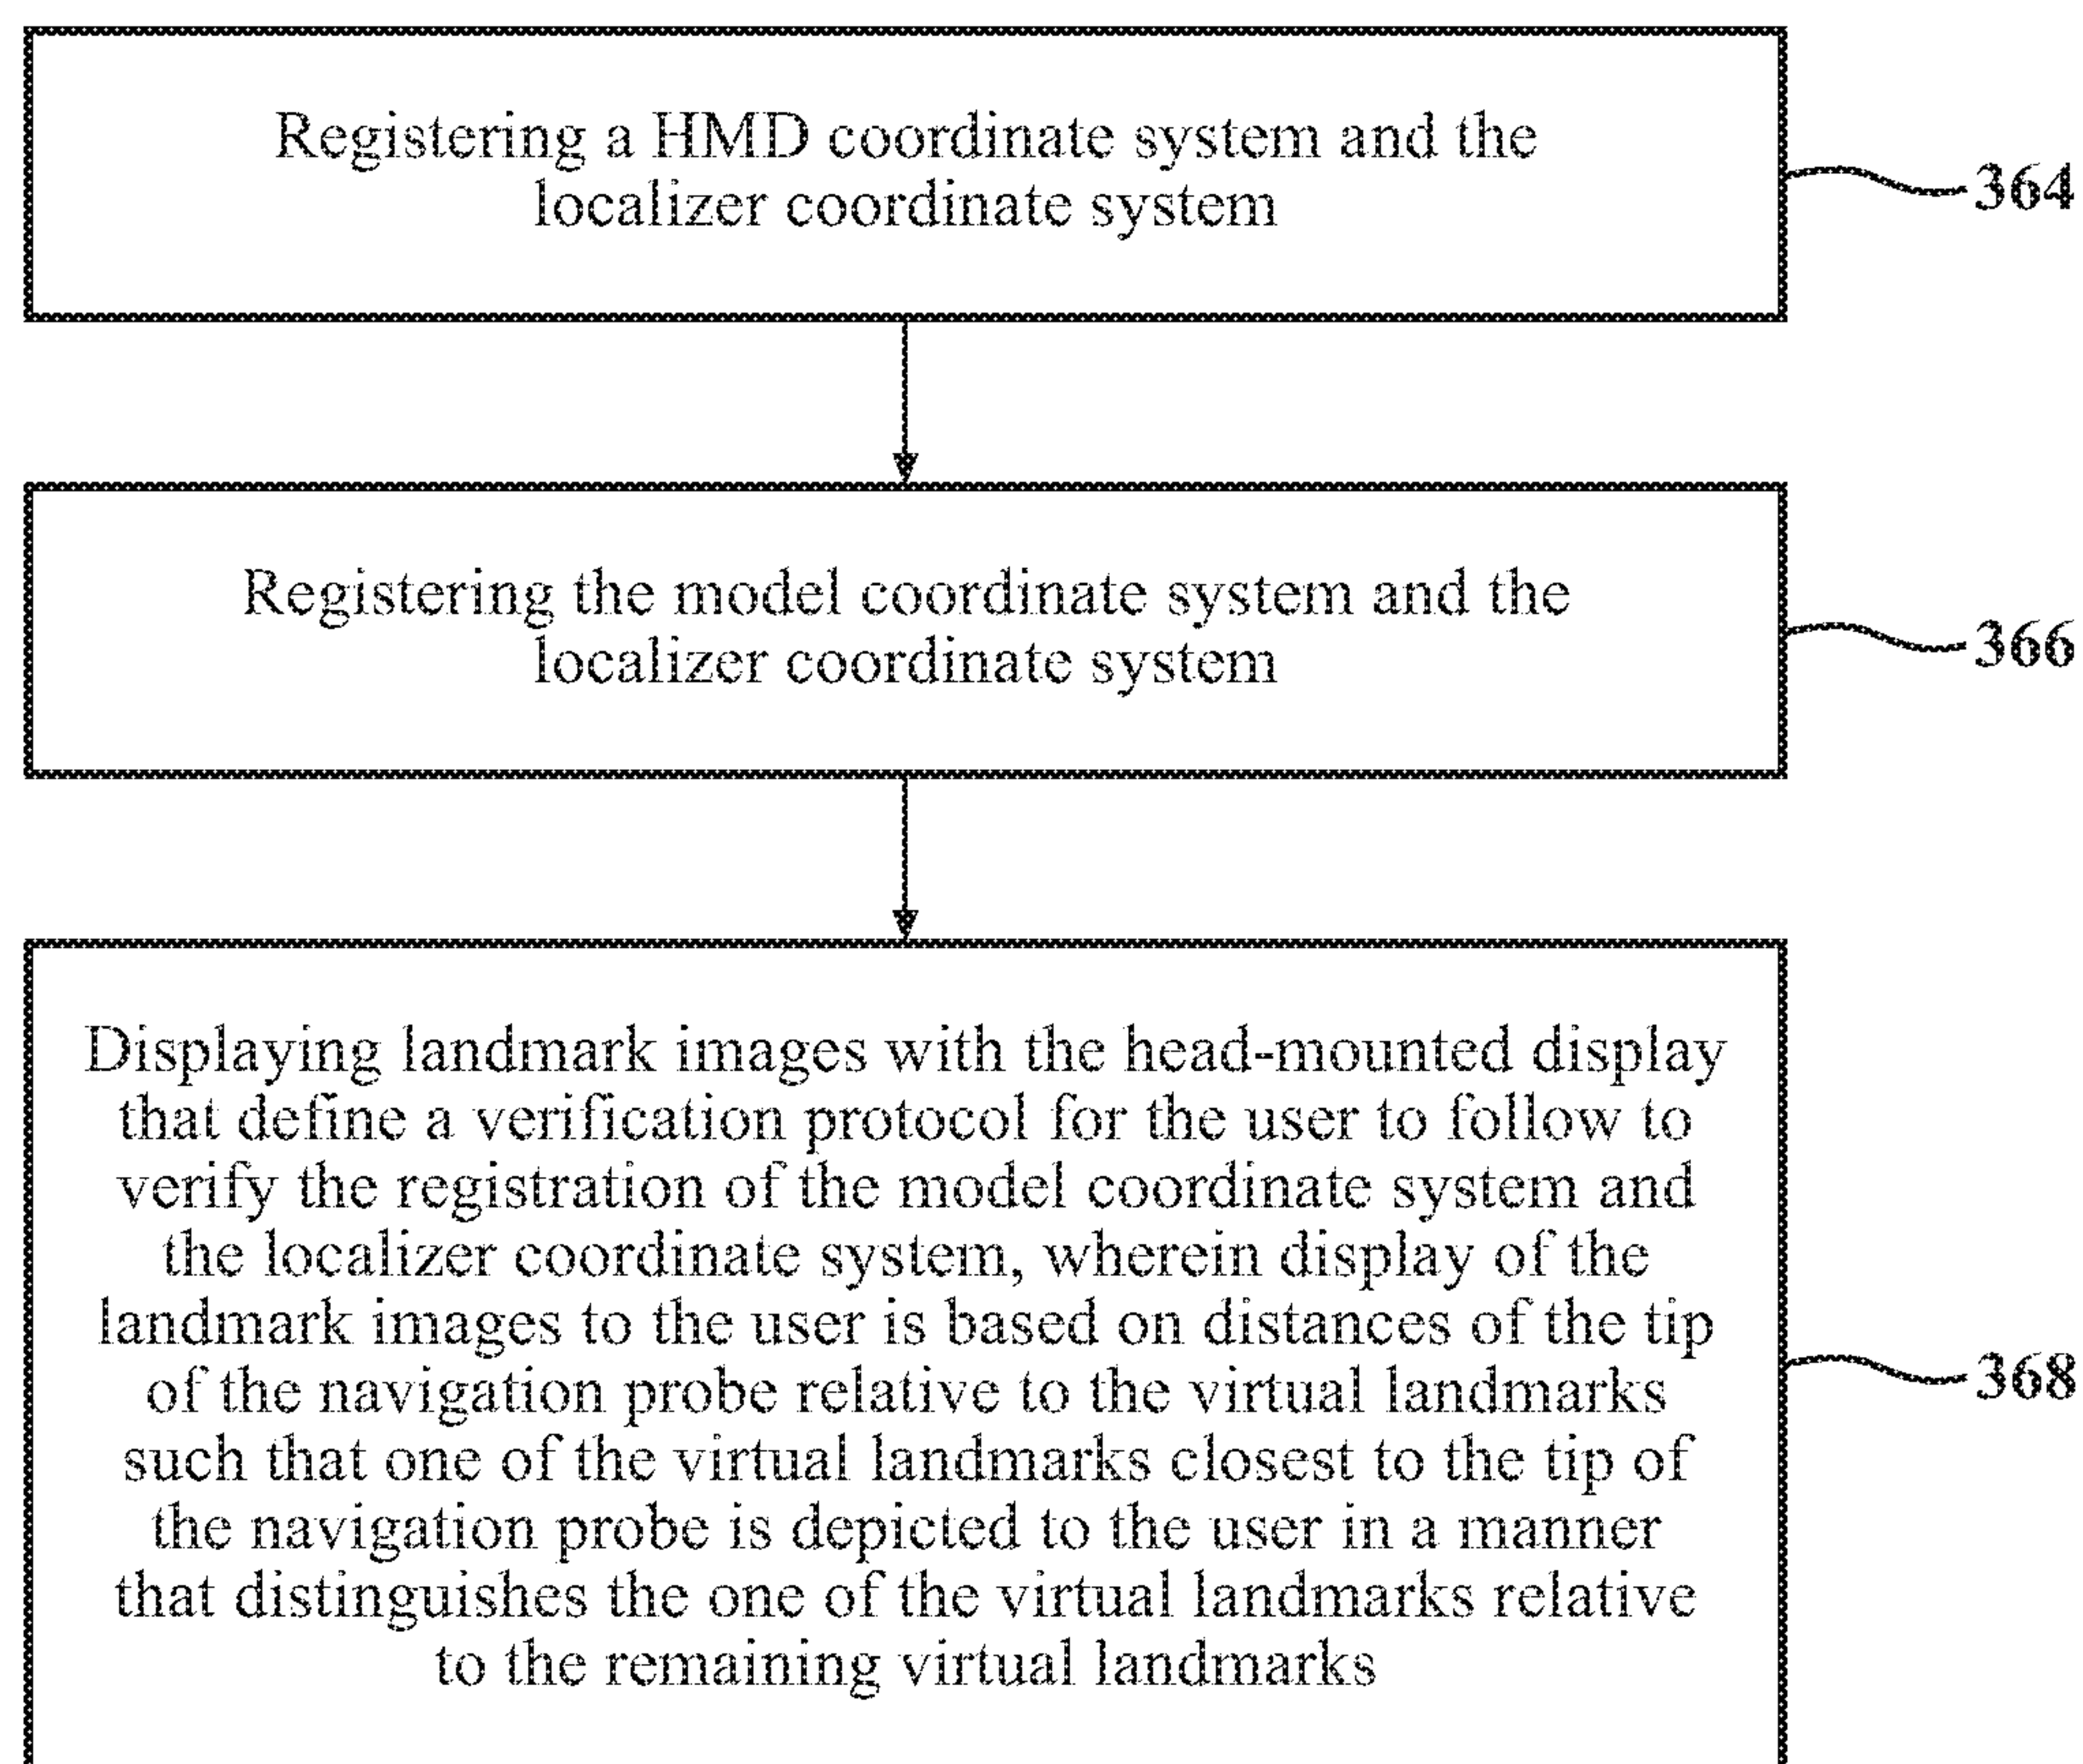 Registering a HMD coordinate system and the
localizer coordinate system
364
Registering the model coordinate system and the
localizer coordinate system
366
Displaying landmark images with the head-mounted display
that define a verification protocol for the user to follow to
verify the registration of the model coordinate system and
the localizer coordinate system, wherein display of the
landmark images to the user is based on distances of the tip
of the navigation probe relative to the virtual landmarks
such that one of the virtual landmarks closest to the tip of
the navigation probe is depicted to the user in a manner
that distinguishes the one of the virtual landmarks relative
to the remaining virtual landmarks
368